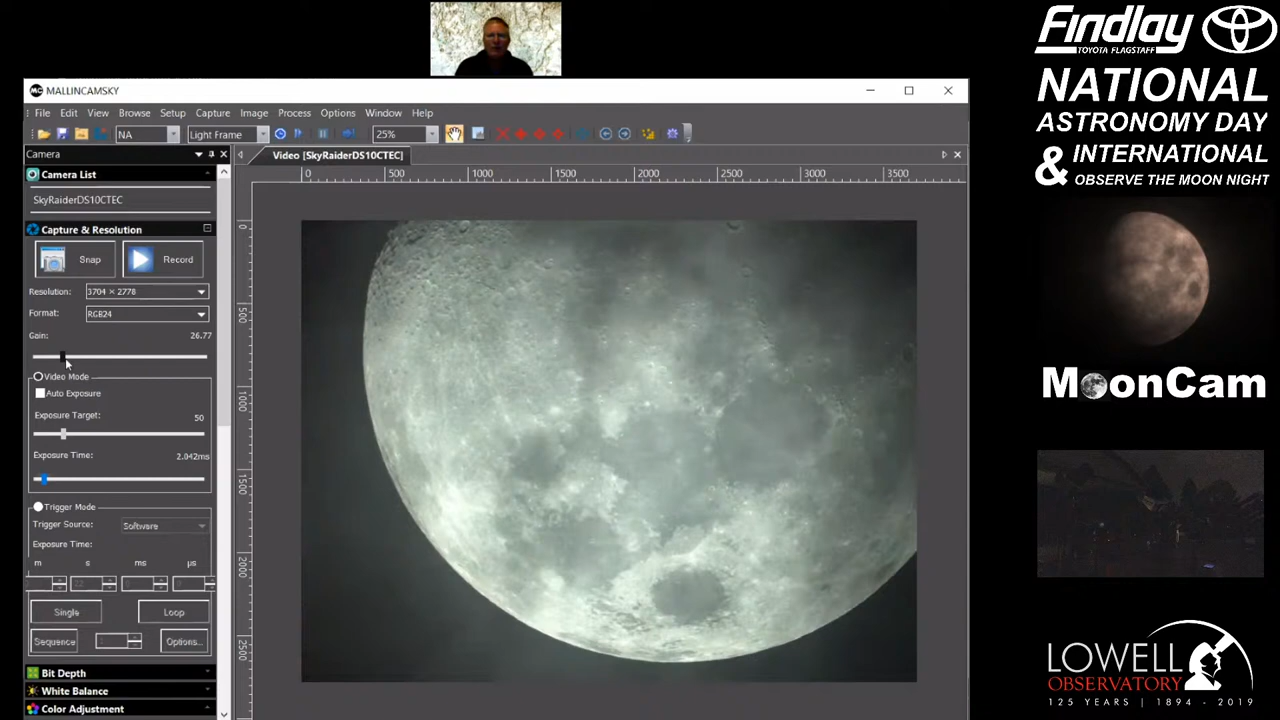 MC MALLINCAMSKY
File Edit View Browse Setup Capture Image Process Options Window Help
NA Light Frame 25%
Camera
Video [SkyRaiderDS10CTEC]
Camera List
0 500 1000 1500 2000 2500 3000 3500
SkyRaiderDS10CTEC
Capture & Resolution
Snap Record
Resolution: 3704 × 2778
Format: RGB24
Gain: 26.77
Video Mode
Auto Exposure
Exposure Target: 50
Exposure Time: 2.042ms
Trigger Mode
Trigger Source: Software
Exposure Time:
m s ms µs
Single Loop
Sequence Options...
Bit Depth
White Balance
Color Adjustment
0
500
1000
1500
2000
2500
Findlay
TOYOTA FLAGSTAFF
NATIONAL
ASTRONOMY DAY
& INTERNATIONAL
OBSERVE THE MOON NIGHT
MoonCam
LOWELL
OBSERVATORY
125 YEARS | 1894 - 2019